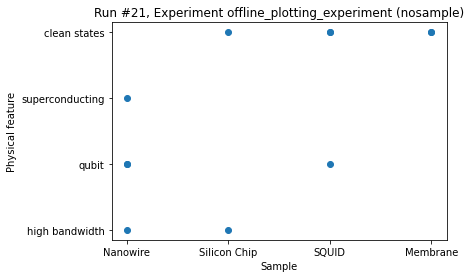 Run #21, Experiment offline_plotting_experiment (nosample)
clean states
superconducting
qubit
high bandwidth
Physical feature
Nanowire Silicon Chip SQUID Membrane
Sample